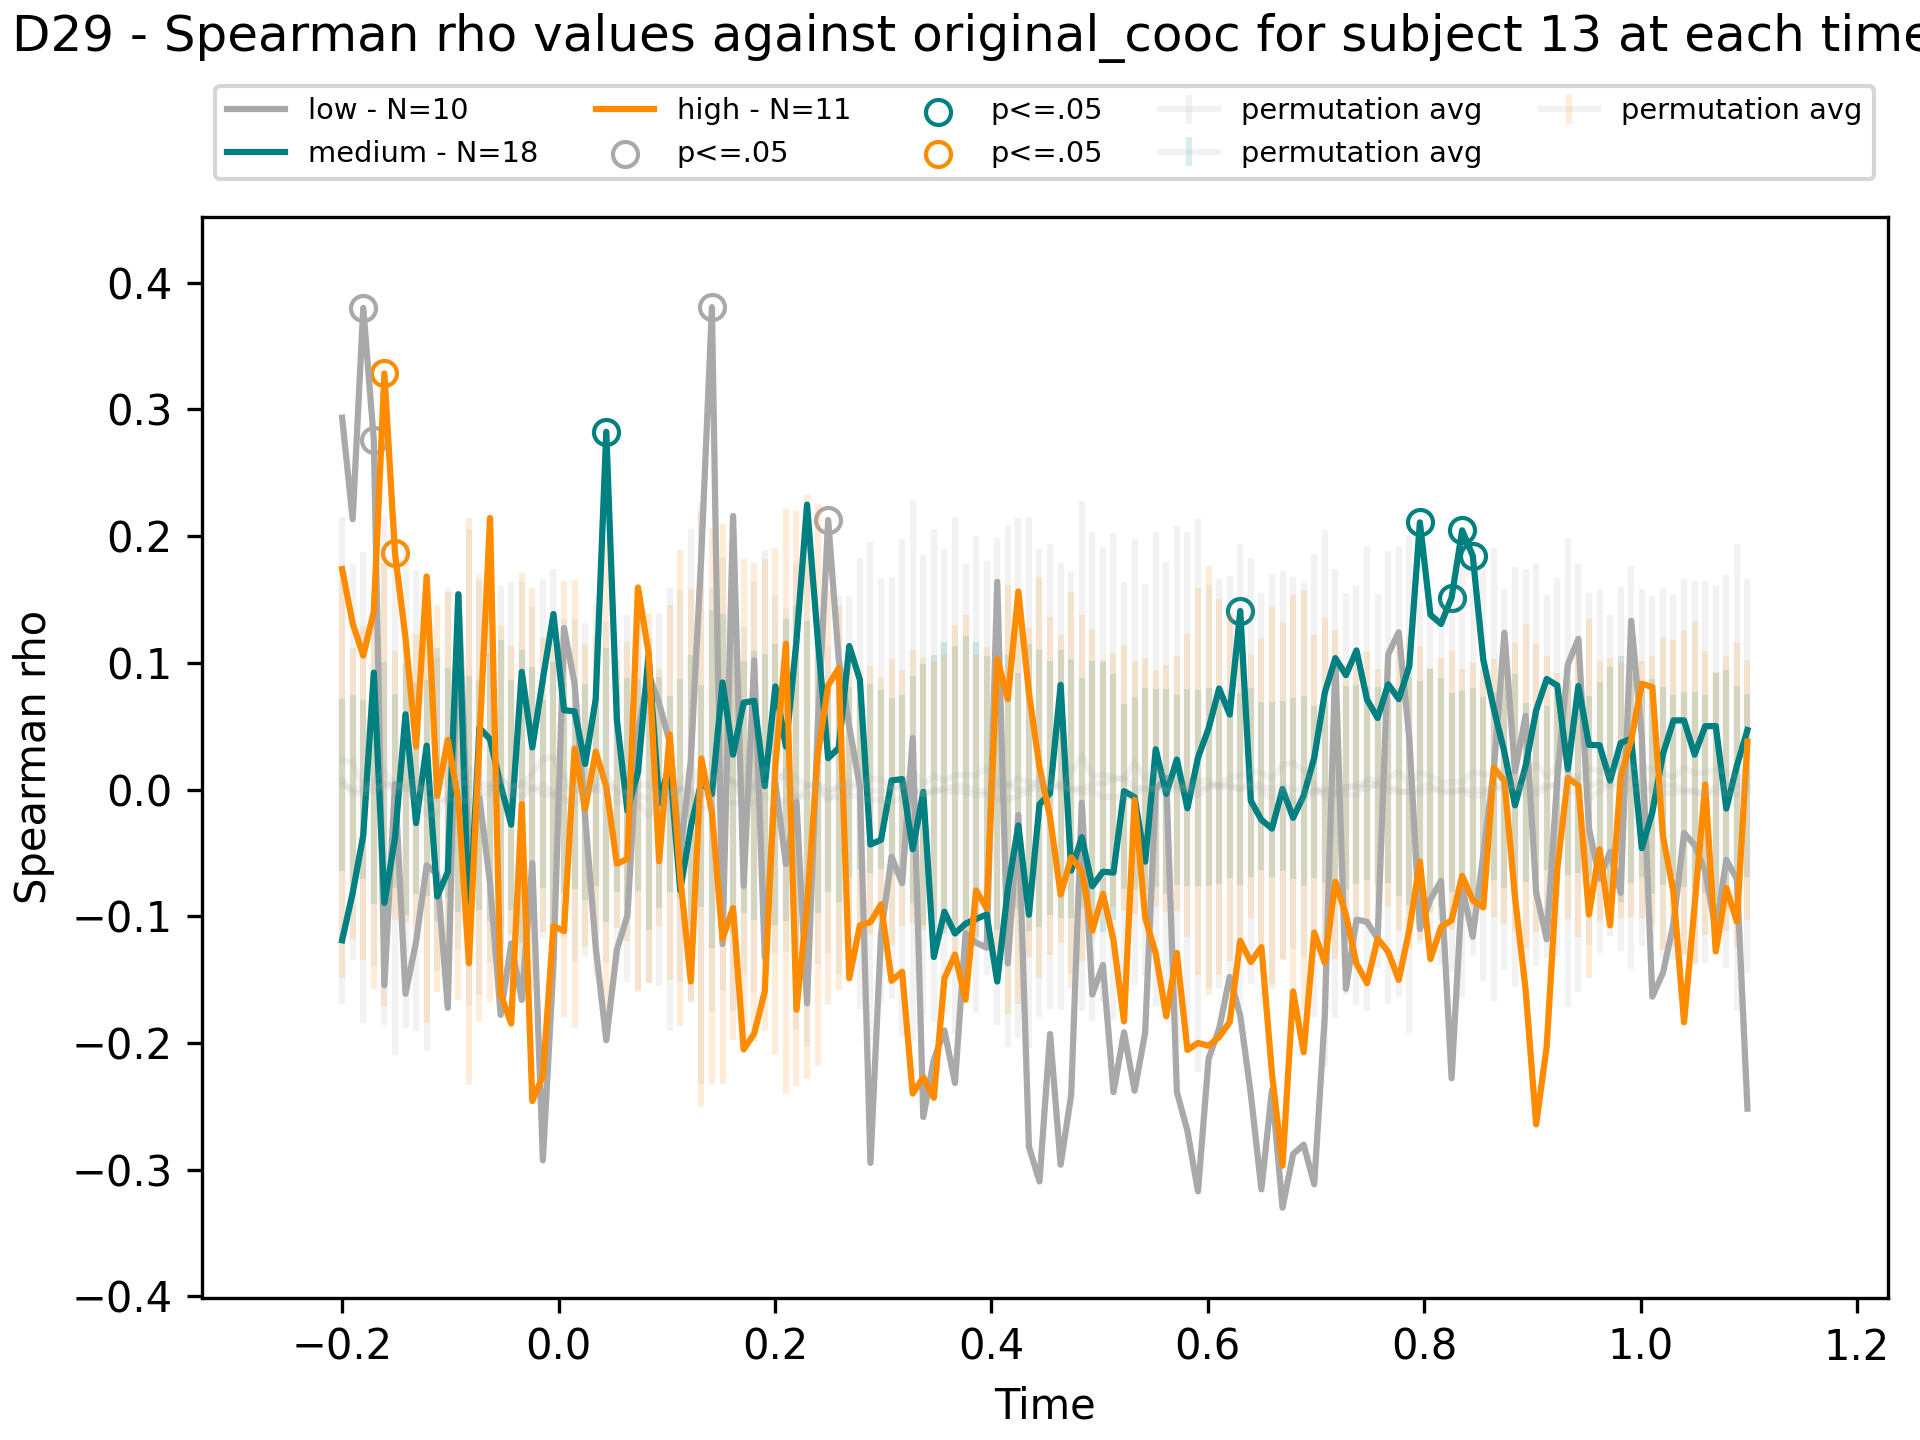 D29 - Spearman rho values against original_cooc for subject 13 at each time
low - N=10 high - N=11 p<=.05 permutation avg permutation avg
medium - N=18 p<=.05 p<=.05 permutation avg
Spearman rho
0.4
0.3
0.2
0.1
0.0
−0.1
−0.2
−0.3
−0.4
−0.2 0.0 0.2 0.4 0.6 0.8 1.0 1.2
Time